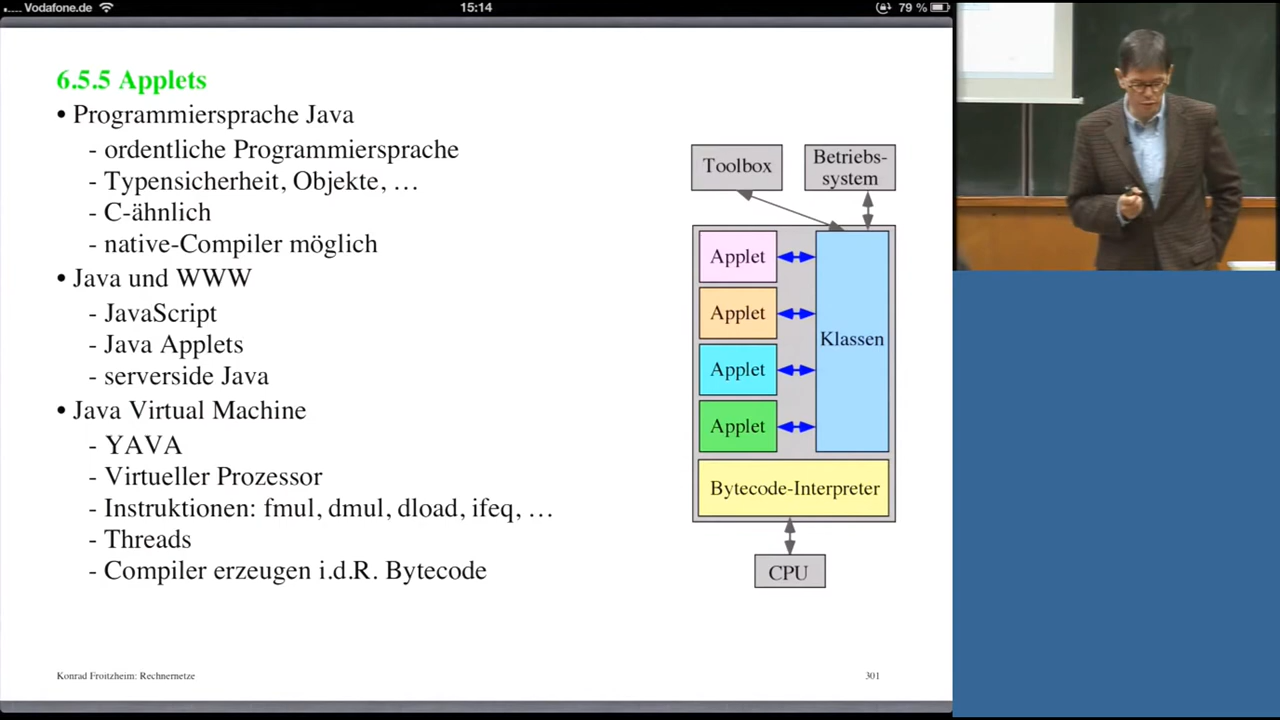 Vodafone.de
15:14
79 %
6.5.5 Applets
• Programmiersprache Java
- ordentliche Programmiersprache
- Typensicherheit, Objekte, …
- C-ähnlich
- native-Compiler möglich
• Java und WWW
- JavaScript
- Java Applets
- serverside Java
• Java Virtual Machine
- YAVA
- Virtueller Prozessor
- Instruktionen: fmul, dmul, dload, ifeq, …
- Threads
- Compiler erzeugen i.d.R. Bytecode
Toolbox
Betriebs-
system
Applet
Applet
Applet
Applet
Klassen
Bytecode-Interpreter
CPU
Konrad Froitzheim: Rechnernetze
301